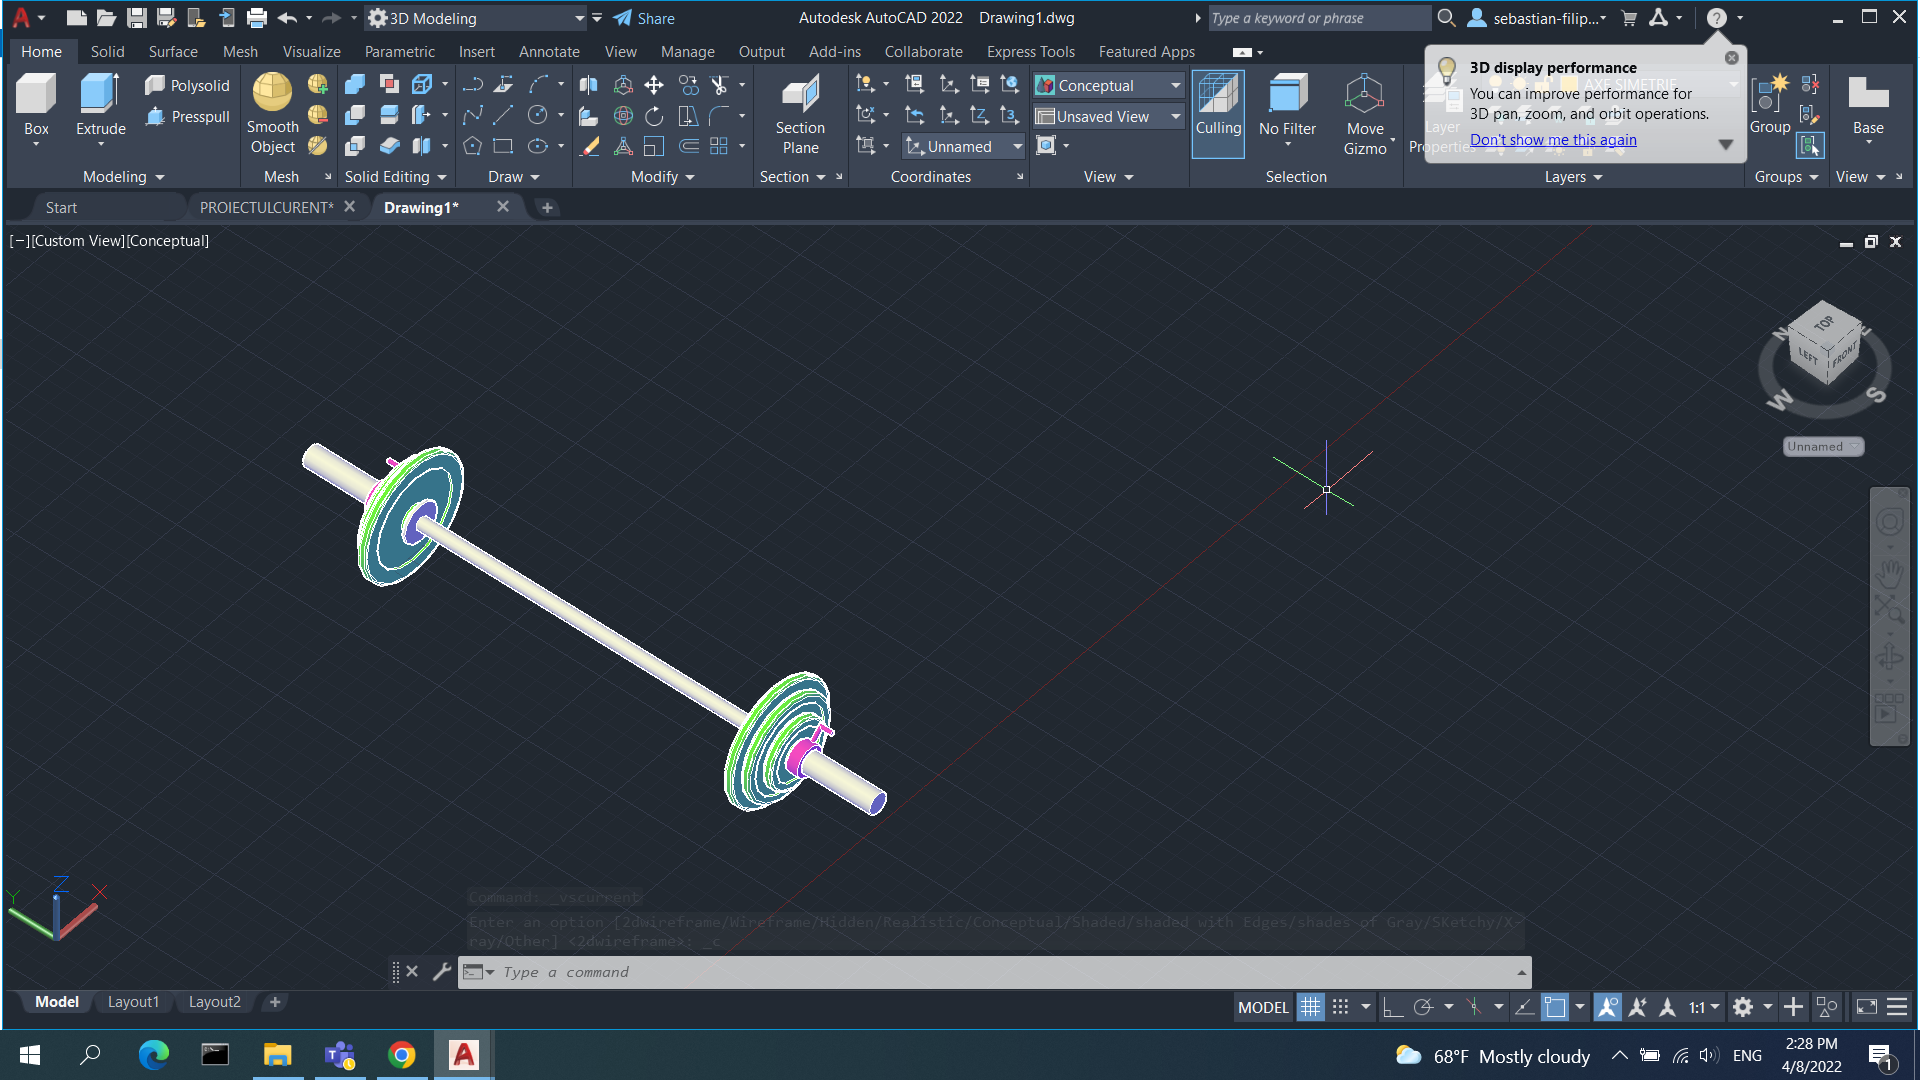 3D Modeling
Share
Autodesk AutoCAD 2022 Drawing1.dwg
Type a keyword or phrase
sebastian-filip...
Home Solid Surface Mesh Visualize Parametric Insert Annotate View Manage Output Add-ins Collaborate Express Tools Featured Apps
3D display performance
You can improve performance for
3D pan, zoom, and orbit operations.
Don't show me this again
AXE SIMETRIE
Box
Extrude
Polysolid
Presspull
Smooth
Object
Section
Plane
Unnamed
Conceptual
Unsaved View
Culling
No Filter
Move
Gizmo
Layer
Properties
Group
Base
Modeling
Mesh
Solid Editing
Draw
Modify
Section
Coordinates
View
Selection
Layers
Groups
View
Start
PROIECTULCURENT*
Drawing1*
[−][Custom View][Conceptual]
TOP
LEFT
FRONT
N
E
W
S
Unnamed
Z
X
Y
Command: _vscurrent
Enter an option [2dwireframe/Wireframe/Hidden/Realistic/Conceptual/Shaded/shaded with Edges/shades of Gray/SKetchy/X-
ray/Other] <2dwireframe>: _c
Type a command
Model Layout1 Layout2
MODEL
1:1
68°F Mostly cloudy
ENG
2:28 PM
4/8/2022
1